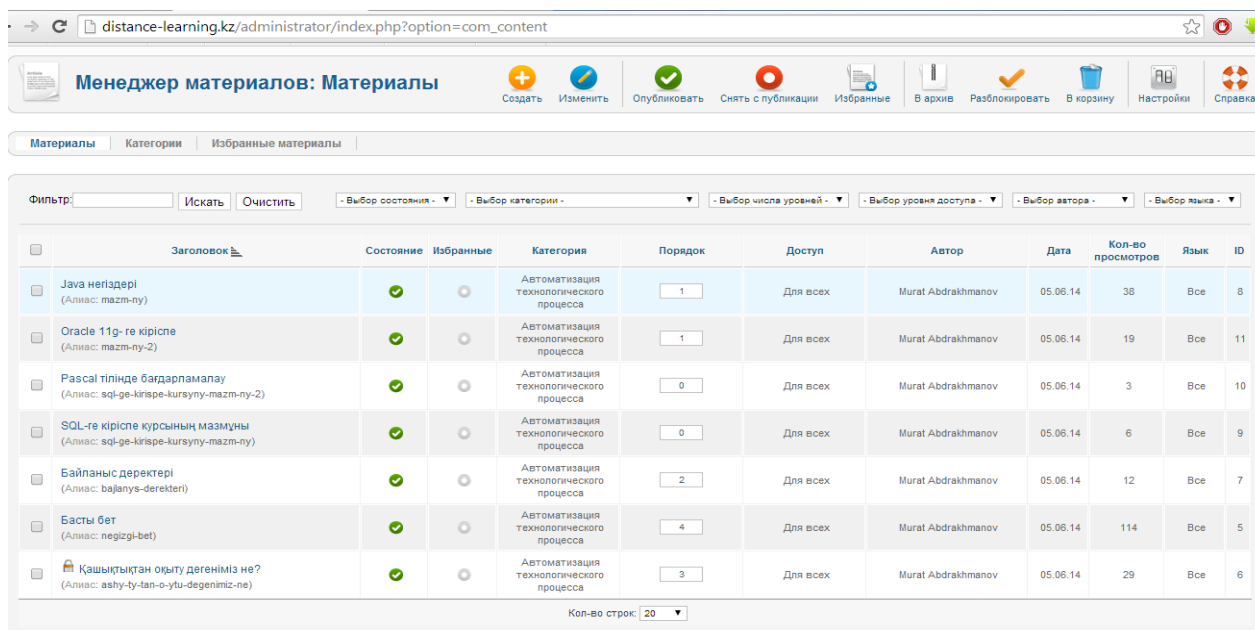 distance-learning.kz/administrator/index.php?option=com_content
Менеджер материалов: Материалы
Создать Изменить Опубликовать Снять с публикации Избранные В архив Разблокировать В корзину Настройки Справка
Материалы Категории Избранные материалы
Фильтр: Искать Очистить - Выбор состояния - - Выбор категории - - Выбор числа уровней - - Выбор уровня доступа - - Выбор автора - - Выбор языка -
Заголовок Состояние Избранные Категория Порядок Доступ Автор Дата Кол-во просмотров Язык ID
Java негіздері
(Алиас: mazm-ny)
Автоматизация
технологического
процесса
1 Для всех Murat Abdrakhmanov 05.06.14 38 Все 8
Oracle 11g- ге кіріспе
(Алиас: mazm-ny-2)
Автоматизация
технологического
процесса
1 Для всех Murat Abdrakhmanov 05.06.14 19 Все 11
Pascal тілінде бағдарламалау
(Алиас: sql-ge-kirispe-kursyny-mazm-ny-2)
Автоматизация
технологического
процесса
0 Для всех Murat Abdrakhmanov 05.06.14 3 Все 10
SQL-ге кіріспе курсының мазмұны
(Алиас: sql-ge-kirispe-kursyny-mazm-ny)
Автоматизация
технологического
процесса
0 Для всех Murat Abdrakhmanov 05.06.14 6 Все 9
Байланыс деректері
(Алиас: bajlanys-derekteri)
Автоматизация
технологического
процесса
2 Для всех Murat Abdrakhmanov 05.06.14 12 Все 7
Басты бет
(Алиас: negizgi-bet)
Автоматизация
технологического
процесса
4 Для всех Murat Abdrakhmanov 05.06.14 114 Все 5
Қашықтықтан оқыту дегеніміз не?
(Алиас: ashy-ty-tan-o-ytu-degenimiz-ne)
Автоматизация
технологического
процесса
3 Для всех Murat Abdrakhmanov 05.06.14 29 Все 6
Кол-во строк: 20